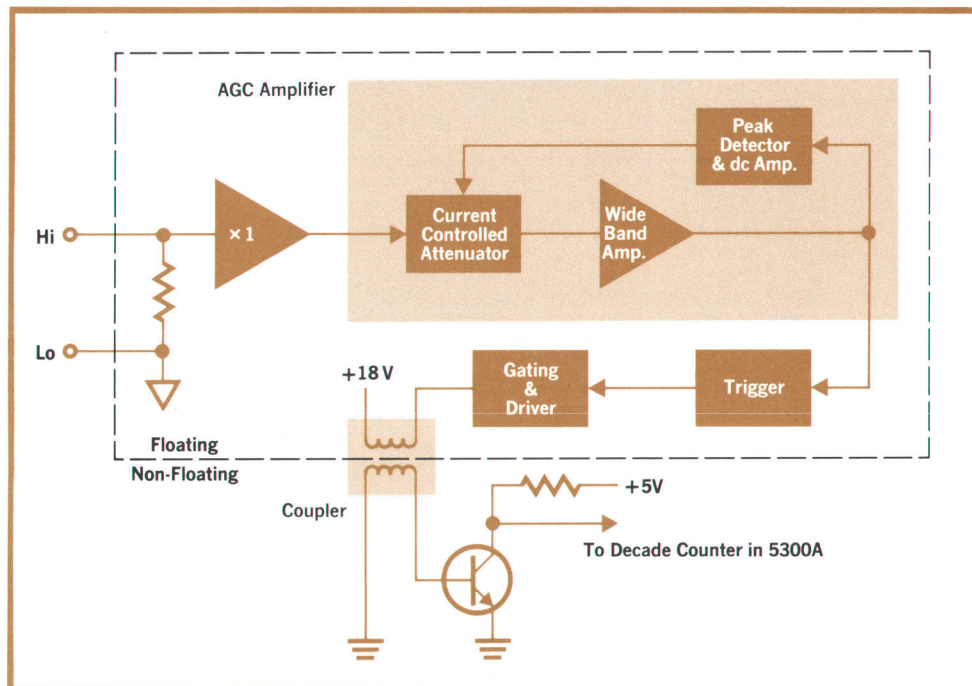 AGC Amplifier
Peak
Detector
& dc Amp.
Hi
× 1
Current
Controlled
Attenuator
Wide
Band
Amp.
Lo
+18 V
Gating
&
Driver
Trigger
Floating
Non-Floating
Coupler
+5V
To Decade Counter in 5300A